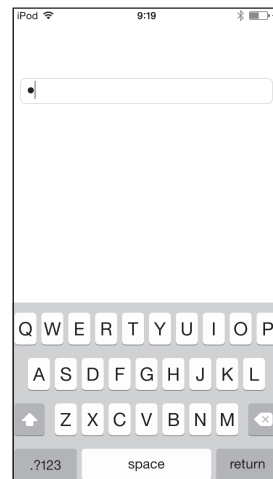 iPod 9:19
•
Q W E R T Y U I O P
A S D F G H J K L
Z X C V B N M
.?123 space return